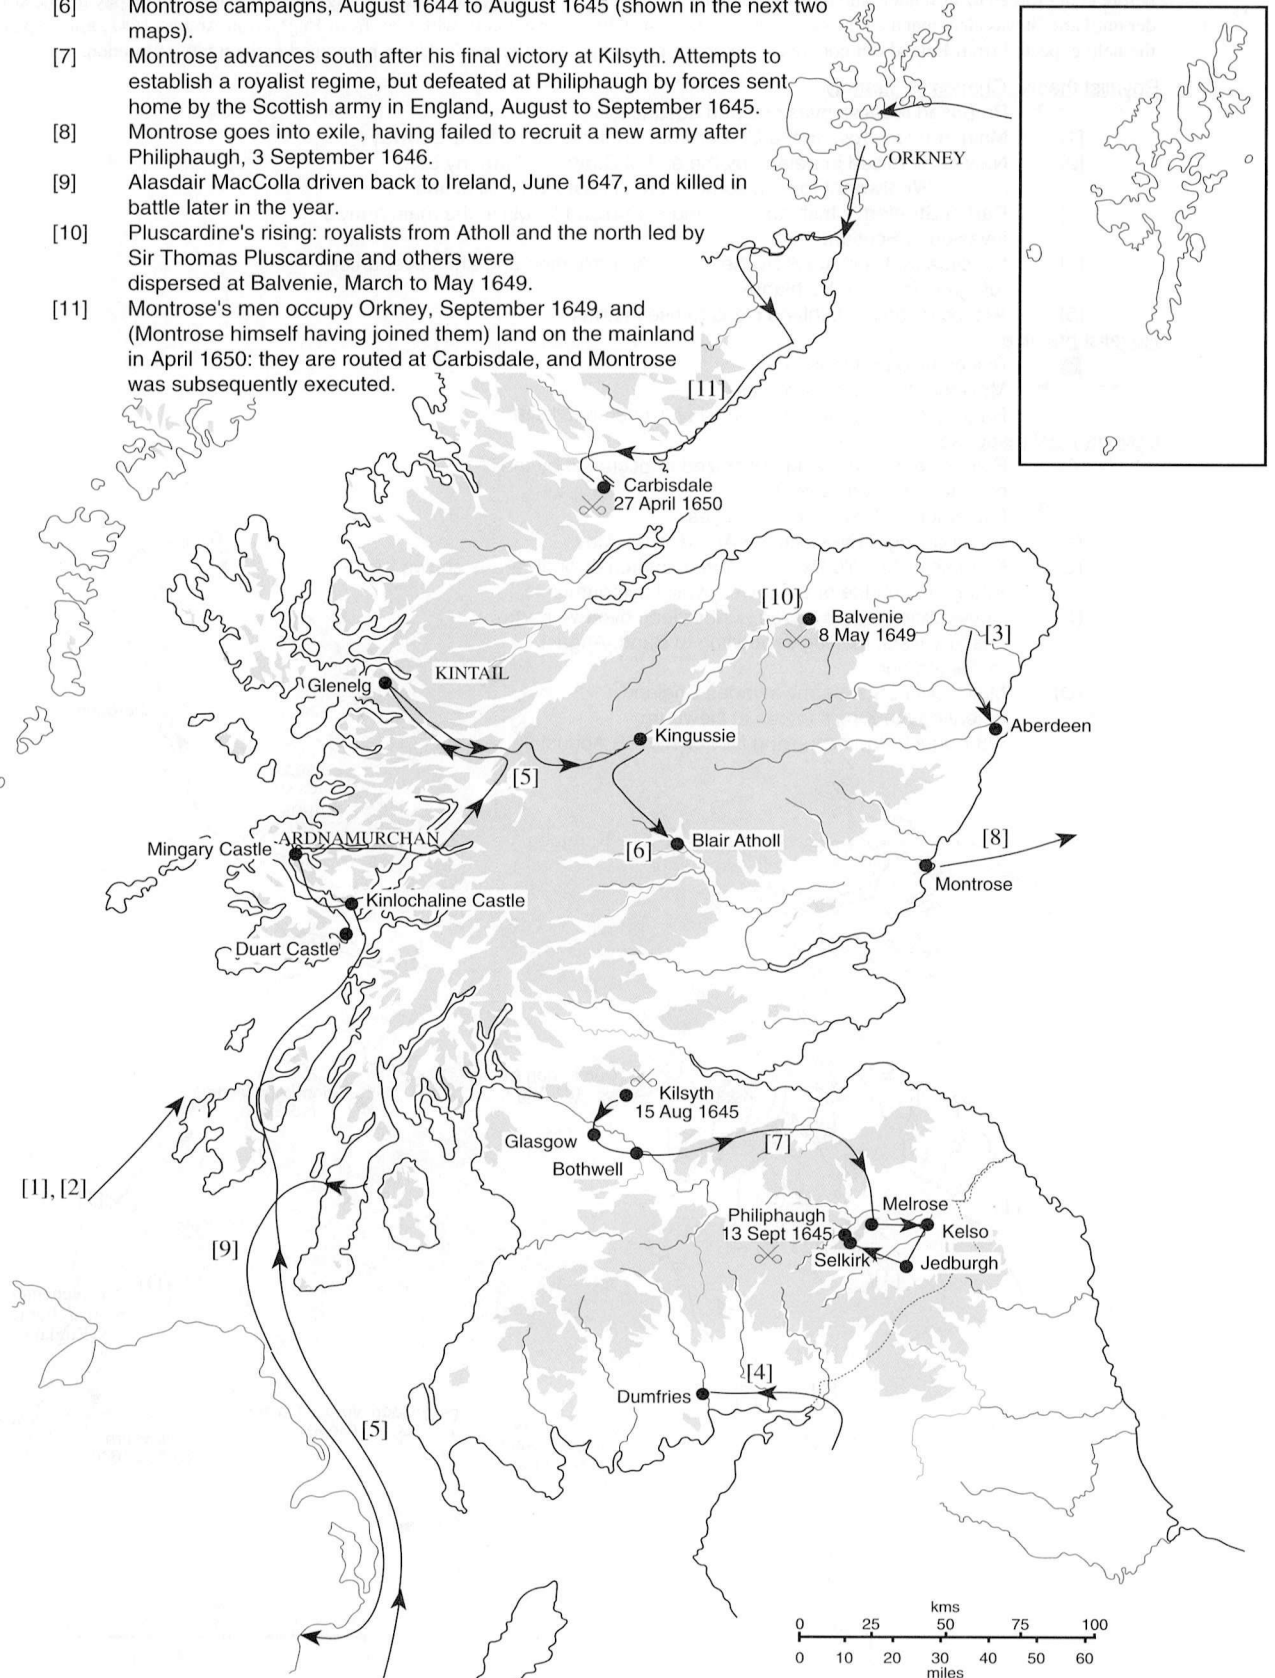 [6] Montrose campaigns, August 1644 to August 1645 (shown in the next two
maps).
[7] Montrose advances south after his final victory at Kilsyth. Attempts to
establish a royalist regime, but defeated at Philiphaugh by forces sent
home by the Scottish army in England, August to September 1645.
[8] Montrose goes into exile, having failed to recruit a new army after
Philiphaugh, 3 September 1646.
[9] Alasdair MacColla driven back to Ireland, June 1647, and killed in
battle later in the year.
[10] Pluscardine's rising: royalists from Atholl and the north led by
Sir Thomas Pluscardine and others were
dispersed at Balvenie, March to May 1649.
[11] Montrose's men occupy Orkney, September 1649, and
(Montrose himself having joined them) land on the mainland
in April 1650: they are routed at Carbisdale, and Montrose
was subsequently executed.
ORKNEY
[11]
Carbisdale
27 April 1650
[10]
Balvenie
8 May 1649
[3]
KINTAIL
Glenelg
Aberdeen
Kingussie
[5]
ARDNAMURCHAN
Mingary Castle
[6]
Blair Atholl
[8]
Montrose
Kinlochaline Castle
Duart Castle
Kilsyth
15 Aug 1645
Glasgow
[7]
Bothwell
[1], [2]
Melrose
Philiphaugh
13 Sept 1645
Kelso
[9]
Selkirk
Jedburgh
[4]
Dumfries
[5]
kms
0 25 50 75 100
0 10 20 30 40 50 60
miles